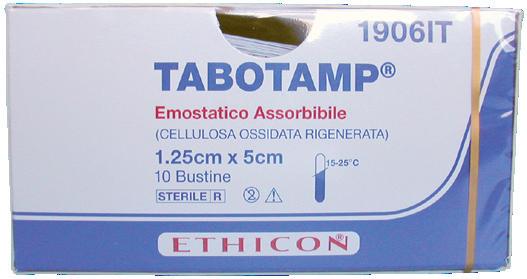 1906IT
TABOTAMP®
Emostatico Assorbibile
(CELLULOSA OSSIDATA RIGENERATA)
1.25cm x 5cm
15-25°C
10 Bustine
STERILE R
ETHICON®